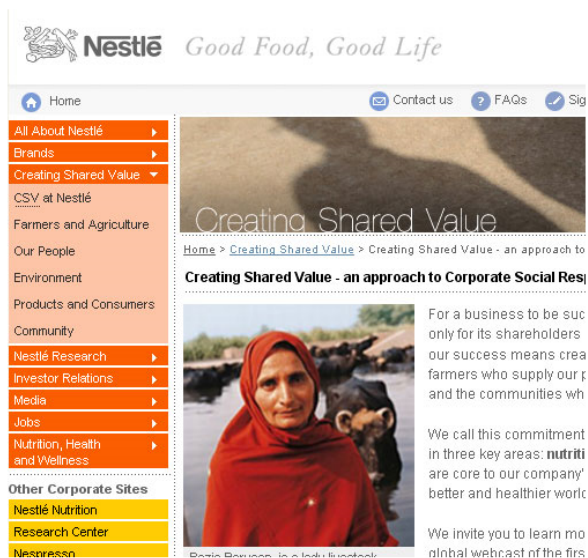 Nestlé Good Food, Good Life
Home
Contact us
FAQs
Sig
All About Nestlé
Brands
Creating Shared Value
CSV at Nestlé
Farmers and Agriculture
Our People
Environment
Products and Consumers
Community
Nestlé Research
Investor Relations
Media
Jobs
Nutrition, Health
and Wellness
Other Corporate Sites
Nestlé Nutrition
Research Center
Nespresso
Creating Shared Value
Home > Creating Shared Value > Creating Shared Value - an approach to
Creating Shared Value - an approach to Corporate Social Res
For a business to be suc
only for its shareholders
our success means crea
farmers who supply our p
and the communities wh
We call this commitment
in three key areas: nutriti
are core to our company'
better and healthier world
We invite you to learn mo
global webcast of the firs
is a lady livestock